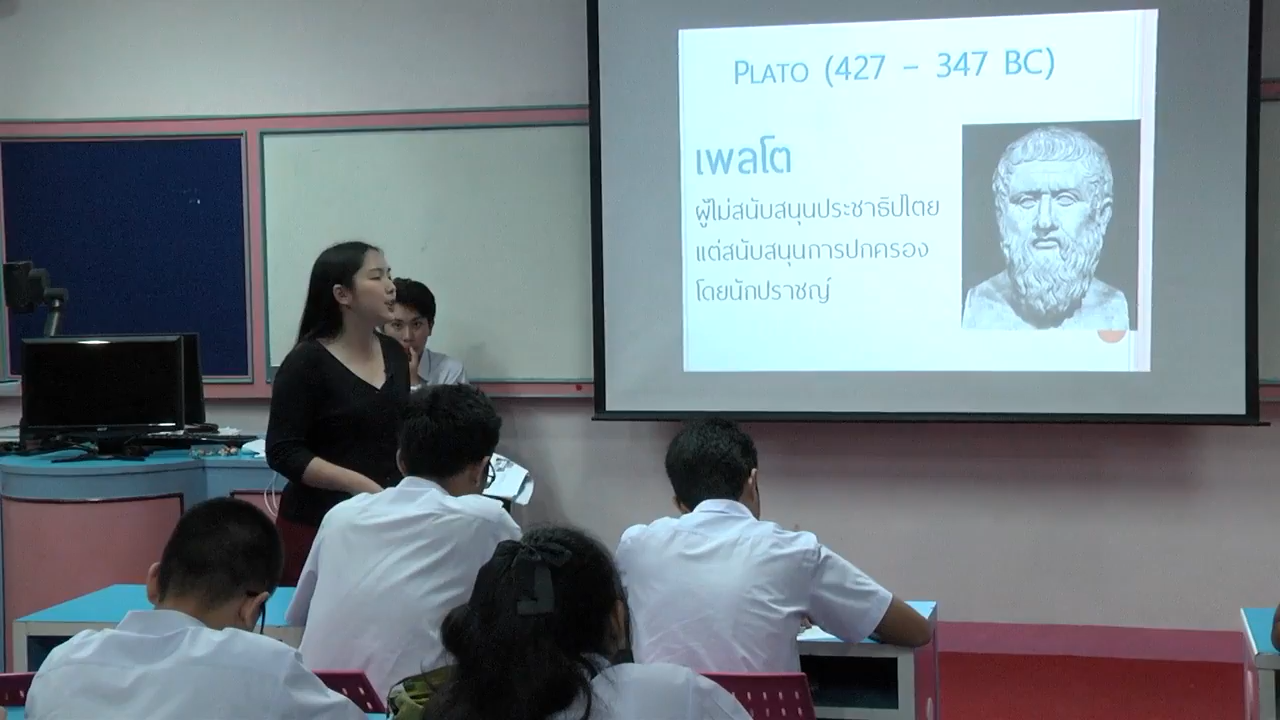 PLATO (427 – 347 BC)
เพลโต
ผู้ไม่สนับสนุนประชาธิปไตย
แต่สนับสนุนการปกครอง
โดยนักปราชญ์